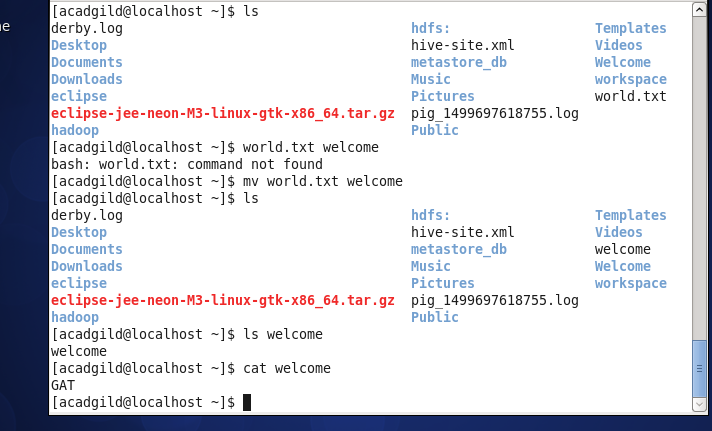 ne
[acadgild@localhost ~]$ ls
derby.log hdfs: Templates
Desktop hive-site.xml Videos
Documents metastore_db Welcome
Downloads Music workspace
eclipse Pictures world.txt
eclipse-jee-neon-M3-linux-gtk-x86_64.tar.gz pig_1499697618755.log
hadoop Public
[acadgild@localhost ~]$ world.txt welcome
bash: world.txt: command not found
[acadgild@localhost ~]$ mv world.txt welcome
[acadgild@localhost ~]$ ls
derby.log hdfs: Templates
Desktop hive-site.xml Videos
Documents metastore_db welcome
Downloads Music Welcome
eclipse Pictures workspace
eclipse-jee-neon-M3-linux-gtk-x86_64.tar.gz pig_1499697618755.log
hadoop Public
[acadgild@localhost ~]$ ls welcome
welcome
[acadgild@localhost ~]$ cat welcome
GAT
[acadgild@localhost ~]$